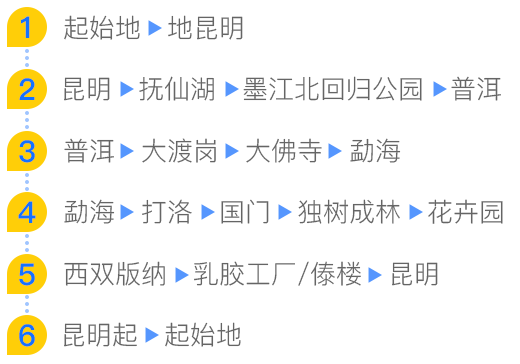 1 起始地▶地昆明
2 昆明▶抚仙湖▶墨江北回归公园▶普洱
3 普洱▶大渡岗▶大佛寺▶勐海
4 勐海▶打洛▶国门▶独树成林▶花卉园
5 西双版纳▶乳胶工厂/傣楼▶昆明
6 昆明起▶起始地